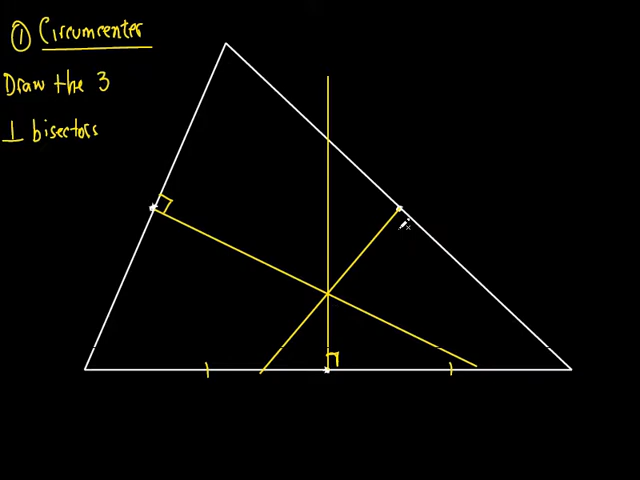 ① Circumcenter
Draw the 3
⊥ bisectors